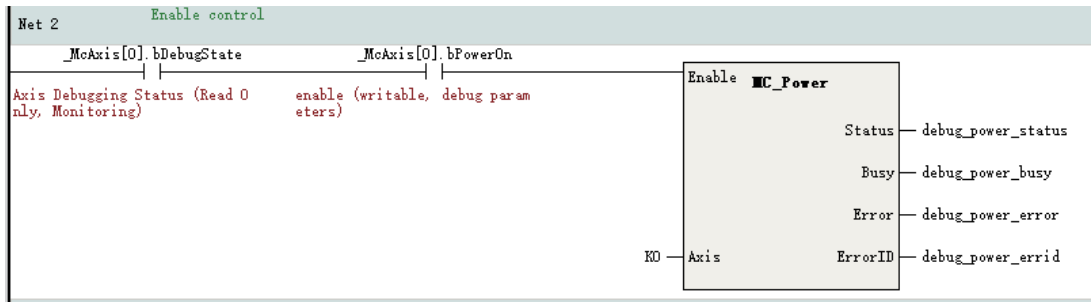 Net 2
Enable control
_McAxis[0].bDebugState
_McAxis[0].bPowerOn
Axis Debugging Status (Read O
nly, Monitoring)
enable (writable, debug param
eters)
Enable
MC_Power
Status
debug_power_status
Busy
debug_power_busy
Error
debug_power_error
K0
Axis
ErrorID
debug_power_errid